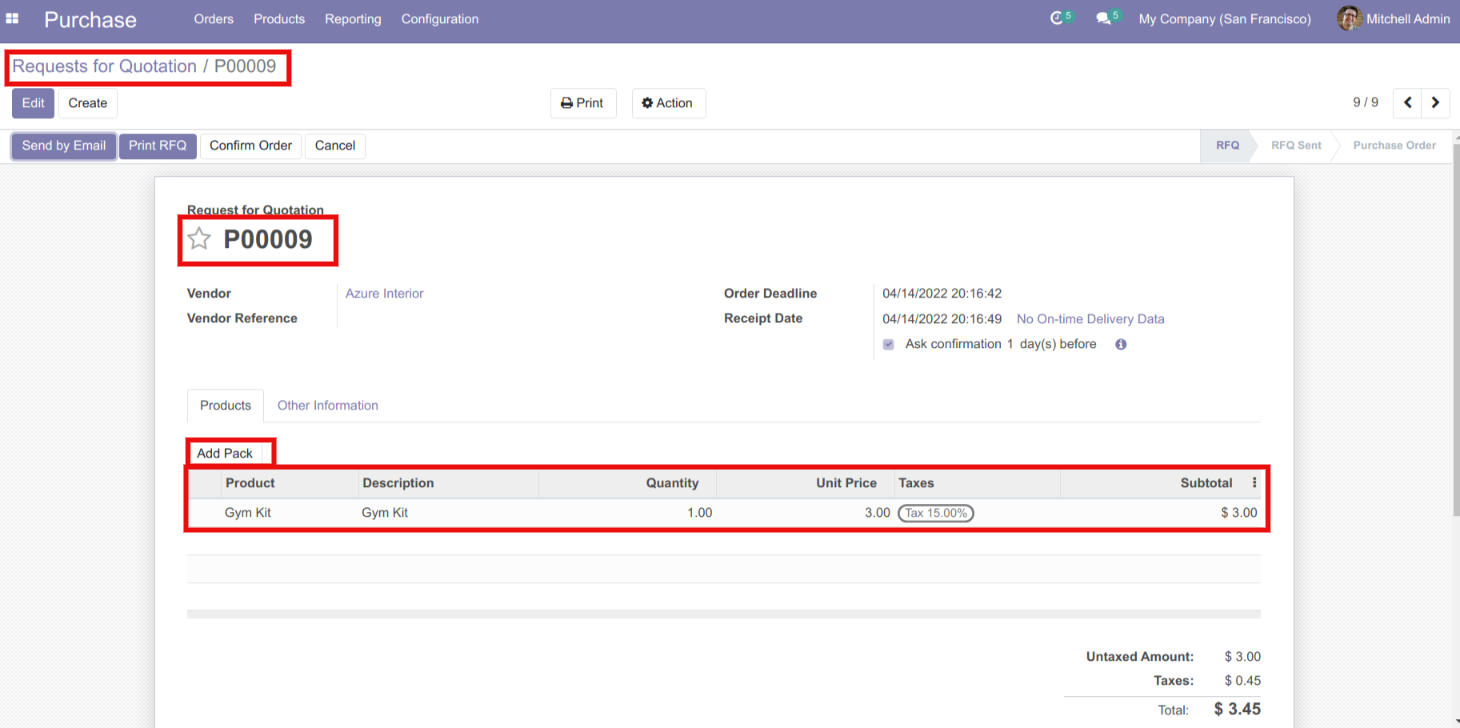 Purchase Orders Products Reporting Configuration 5 5 My Company (San Francisco) Mitchell Admin
Requests for Quotation / P00009
Edit Create Print Action 9 / 9
Send by Email Print RFQ Confirm Order Cancel RFQ RFQ Sent Purchase Order
Request for Quotation
P00009
Vendor Azure Interior Order Deadline 04/14/2022 20:16:42
Vendor Reference Receipt Date 04/14/2022 20:16:49 No On-time Delivery Data
Ask confirmation 1 day(s) before
Products Other Information
Add Pack
Product Description Quantity Unit Price Taxes Subtotal
Gym Kit Gym Kit 1.00 3.00 Tax 15.00% $ 3.00
Untaxed Amount: $ 3.00
Taxes: $ 0.45
Total: $ 3.45